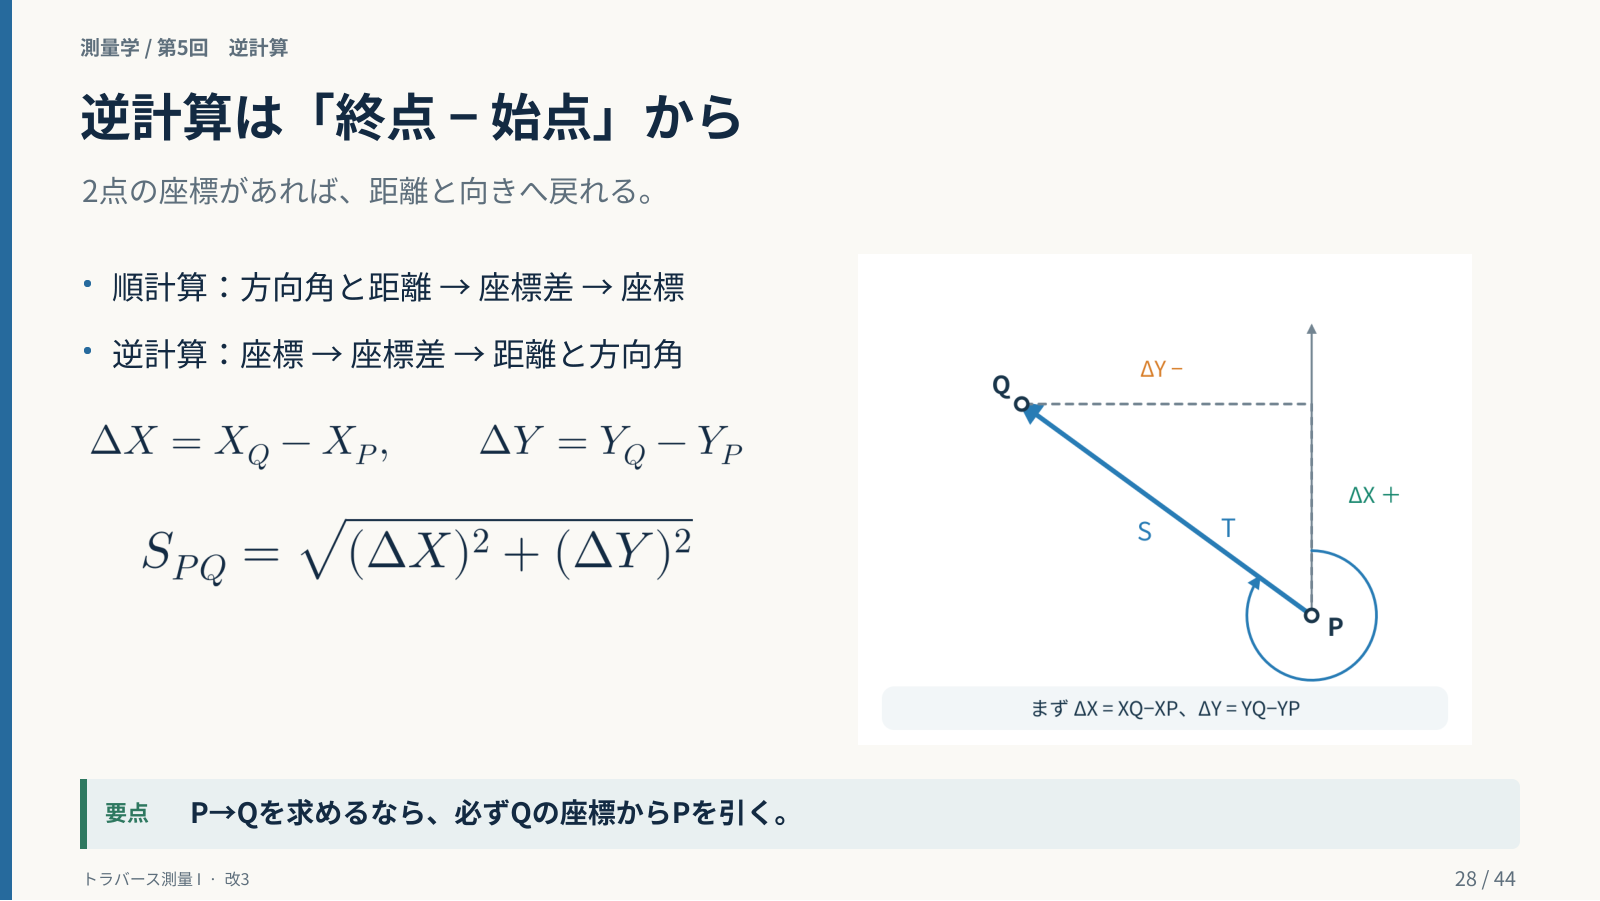 測量学 / 第5回　逆計算
逆計算は「終点 − 始点」から
2点の座標があれば、距離と向きへ戻れる。
• 順計算：方向角と距離 → 座標差 → 座標
• 逆計算：座標 → 座標差 → 距離と方向角
ΔX = X_Q − X_P,　ΔY = Y_Q − Y_P
S_PQ = √(ΔX)² + (ΔY)²
ΔY −
Q
ΔX ＋
S
T
P
まず ΔX = XQ−XP、ΔY = YQ−YP
要点　P→Qを求めるなら、必ずQの座標からPを引く。
トラバース測量 I · 改3
28 / 44